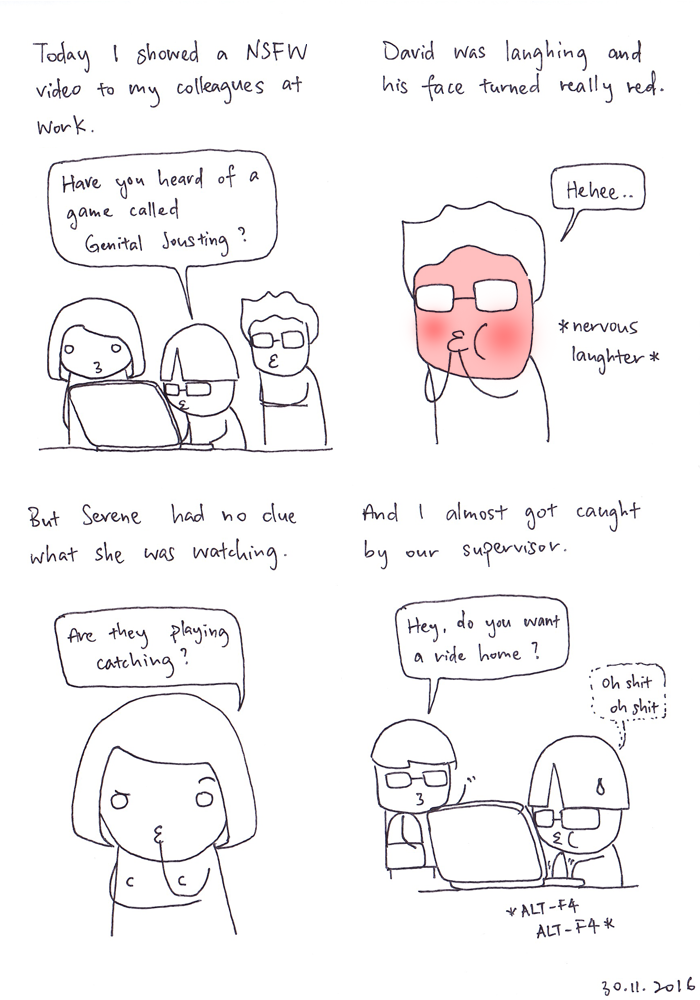 Today I showed a NSFW
video to my colleagues at
work.
Have you heard of a
game called
Genital Jousting?
David was laughing and
his face turned really red.
Hehee..
*nervous
laughter*
But Serene had no clue
what she was watching.
Are they playing
catching?
And I almost got caught
by our supervisor.
Hey, do you want
a ride home?
Oh shit
oh shit
*ALT-F4
ALT-F4*
30.11.2016